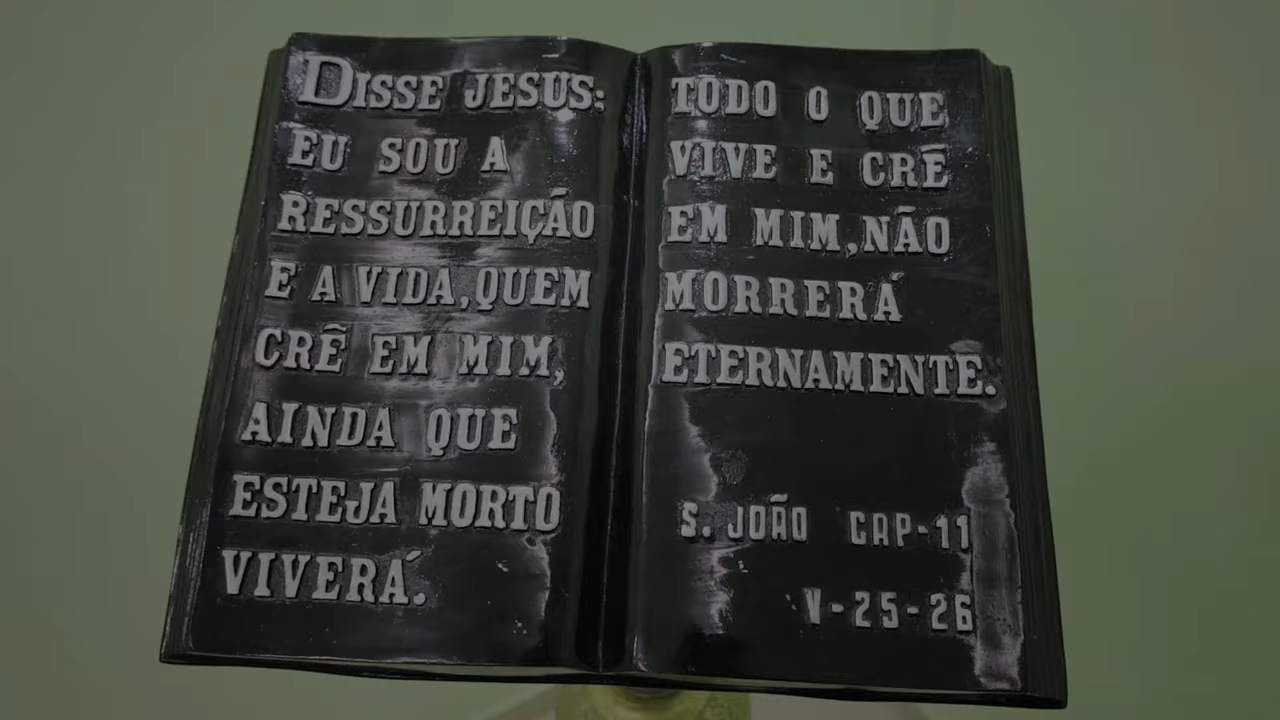 DISSE JESUS:
EU SOU A
RESSURREIÇÃO
E A VIDA, QUEM
CRÊ EM MIM,
AINDA QUE
ESTEJA MORTO
VIVERÁ.
TODO O QUE
VIVE E CRÊ
EM MIM, NÃO
MORRERÁ
ETERNAMENTE.
S. JOÃO CAP-11
V-25-26